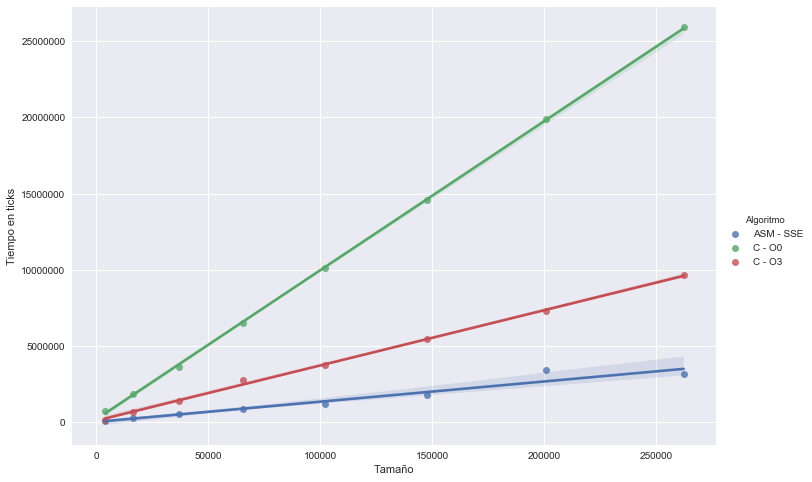 25000000
20000000
15000000
10000000
5000000
0
Tiempo en ticks
0
50000
100000
150000
200000
250000
Tamaño
Algoritmo
ASM - SSE
C - O0
C - O3